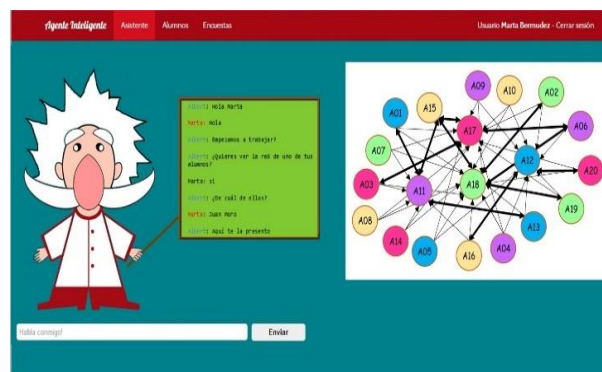 Agente Inteligente Asistente Alumnos Encuestas Usuario Marta Bermudez - Cerrar sesión
Albert: Hola Marta
Marta: Hola
Albert: Empezamos a trabajar?
Albert: ¿Quieres ver la red de uno de tus
alumnos?
Marta: si
Albert: ¿De cuál de ellos?
Marta: Juan Mora
Albert: Aquí te la presento
A09
A10
A02
A15
A01
A06
A17
A07
A12
A20
A03
A11
A18
A19
A08
A13
A14
A05
A16
A04
Habla conmigo!
Enviar